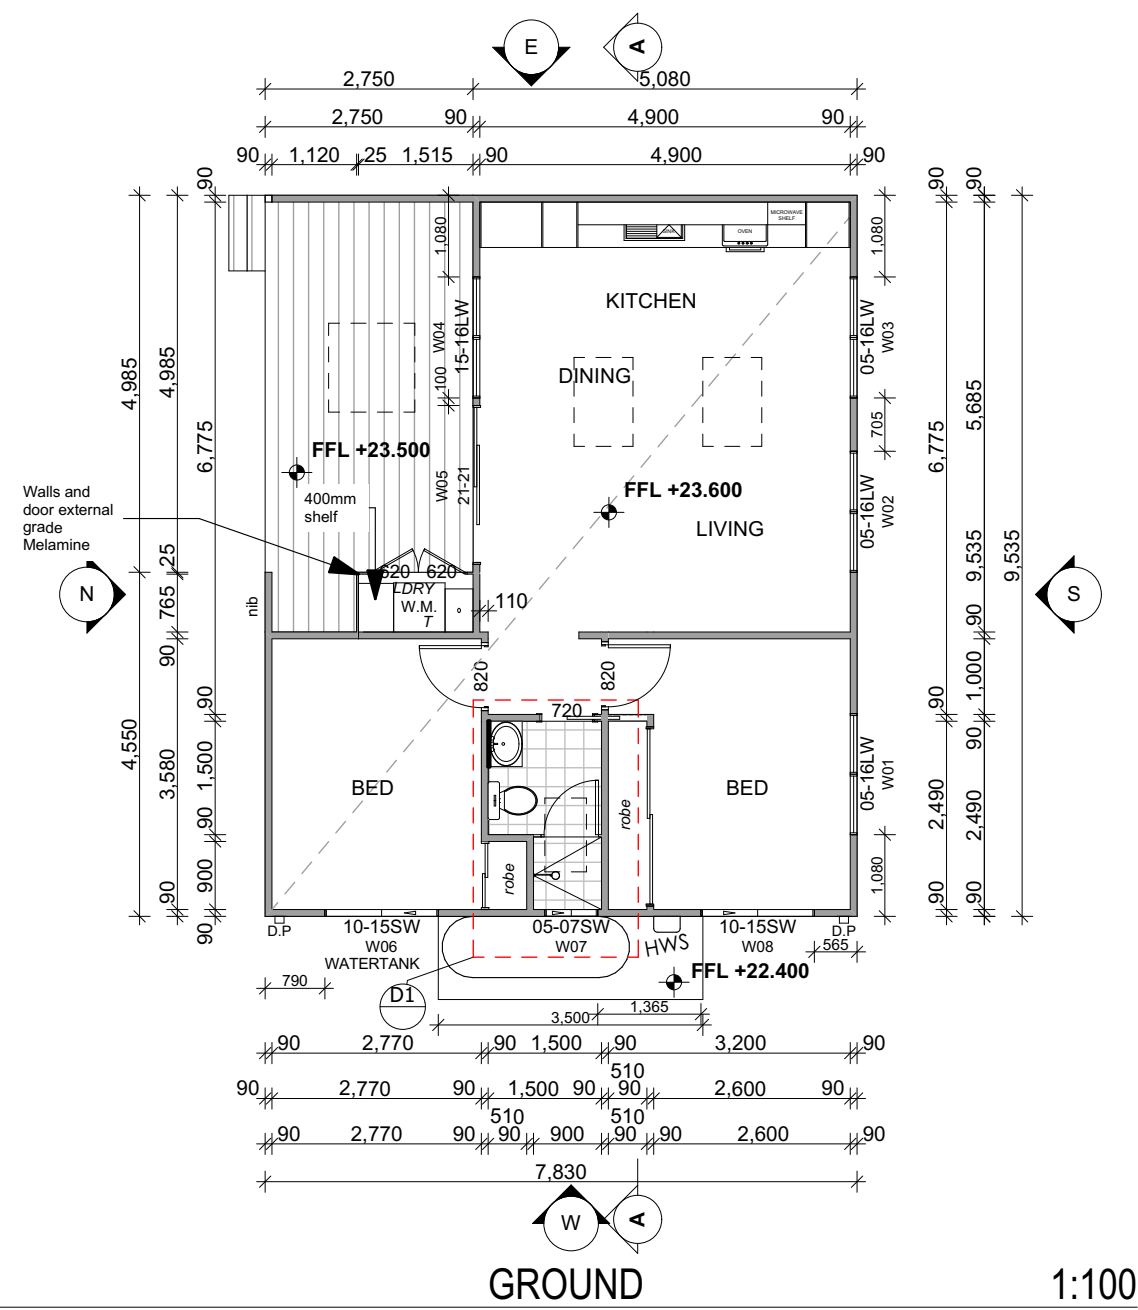 E
A
2,750
5,080
2,750
90
4,900
90
90
1,120
25
1,515
90
4,900
90
90
90
90
1,080
1,080
MICROWAVE
SHELF
SINK
OVEN
KITCHEN
DINING
LIVING
W04
15-16LW
100
W05
21-21
05-16LW
W03
705
05-16LW
W02
4,985
4,985
6,775
6,775
5,685
9,535
9,535
FFL +23.500
FFL +23.600
400mm
shelf
Walls and
door external
grade
Melamine
N
S
25
765
90
nib
620
620
LDRY
W.M.
T
110
820
820
720
90
1,000
90
90
90
4,550
3,580
1,500
90
900
90
90
BED
BED
robe
robe
05-16LW
W01
2,490
2,490
1,080
90
90
D.P
10-15SW
W06
WATERTANK
05-07SW
W07
HWS
10-15SW
W08
D.P
565
790
D1
FFL +22.400
1,365
3,500
90
2,770
90
1,500
90
3,200
90
510
90
2,770
90
1,500
90
90
2,600
90
510
510
90
2,770
90
90
900
90
90
2,600
90
7,830
W
A
GROUND
1:100